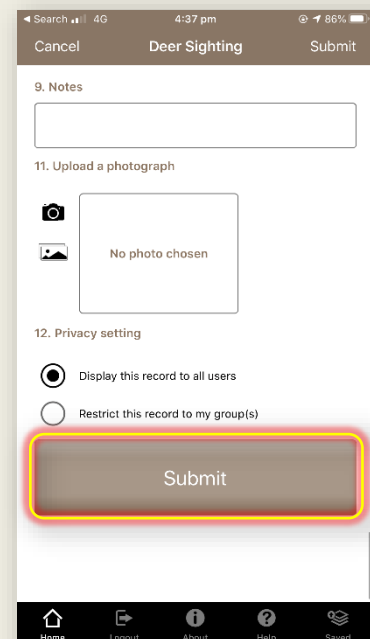 Search 4G 4:37 pm 86%
Cancel Deer Sighting Submit
9. Notes
11. Upload a photograph
No photo chosen
12. Privacy setting
Display this record to all users
Restrict this record to my group(s)
Submit
Home Logout About Help Saved